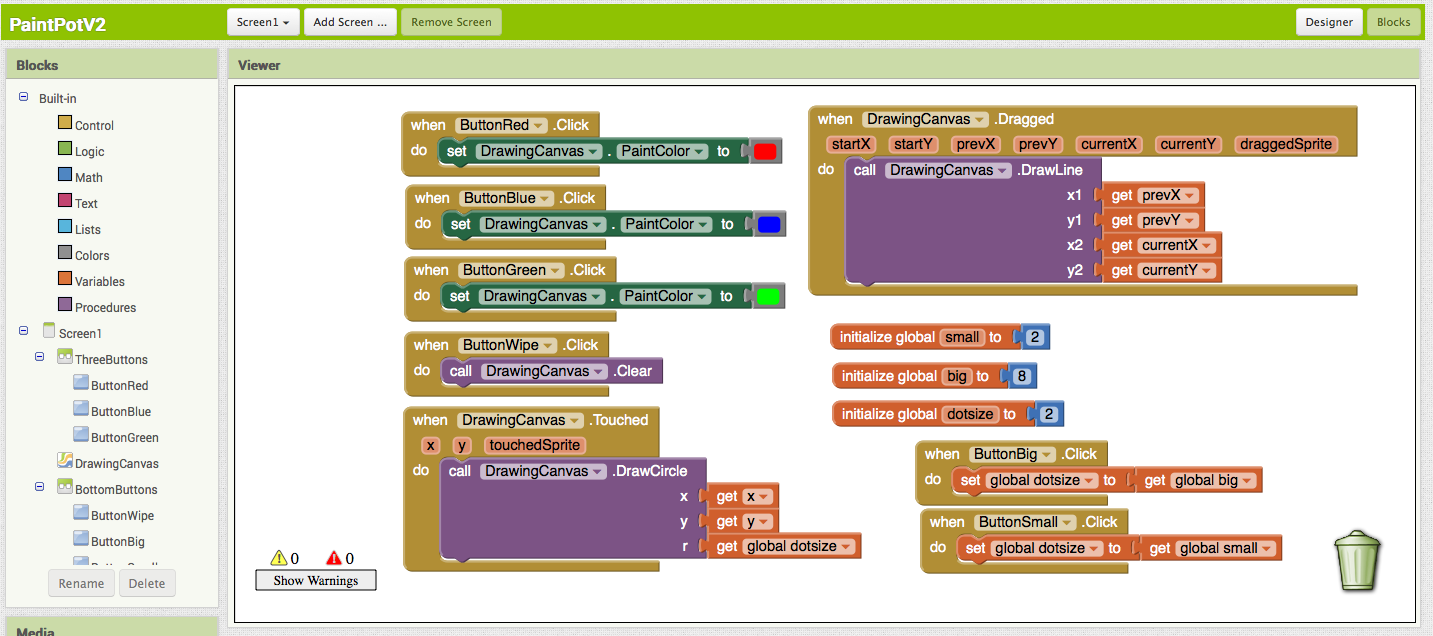 PaintPotV2
Screen1
Add Screen ...
Remove Screen
Designer
Blocks
Blocks
Built-in
Control
Logic
Math
Text
Lists
Colors
Variables
Procedures
Screen1
ThreeButtons
ButtonRed
ButtonBlue
ButtonGreen
DrawingCanvas
BottomButtons
ButtonWipe
ButtonBig
Rename
Delete
Media
Viewer
when ButtonRed .Click
do set DrawingCanvas . PaintColor to
when ButtonBlue .Click
do set DrawingCanvas . PaintColor to
when ButtonGreen .Click
do set DrawingCanvas . PaintColor to
when ButtonWipe .Click
do call DrawingCanvas .Clear
when DrawingCanvas .Touched
x y touchedSprite
do call DrawingCanvas .DrawCircle
x get x
y get y
r get global dotsize
0 0
Show Warnings
when DrawingCanvas .Dragged
startX startY prevX prevY currentX currentY draggedSprite
do call DrawingCanvas .DrawLine
x1 get prevX
y1 get prevY
x2 get currentX
y2 get currentY
initialize global small to 2
initialize global big to 8
initialize global dotsize to 2
when ButtonBig .Click
do set global dotsize to get global big
when ButtonSmall .Click
do set global dotsize to get global small